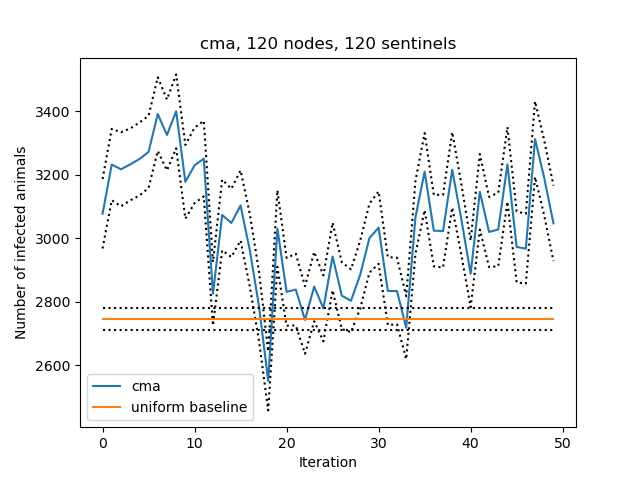 cma, 120 nodes, 120 sentinels
Number of infected animals
3400
3200
3000
2800
2600
cma
uniform baseline
0 10 20 30 40 50
Iteration